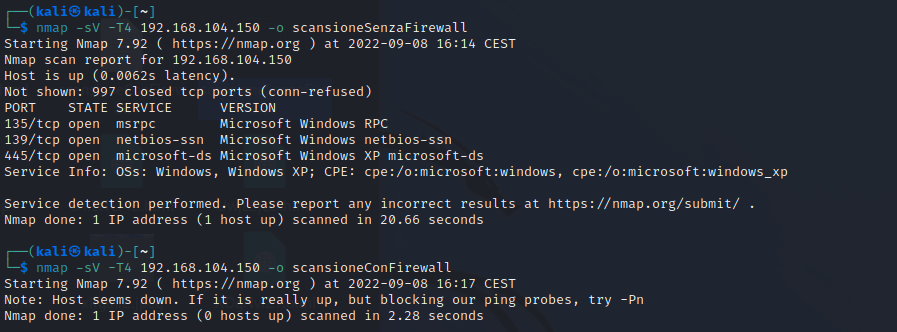 ┌──(kali㉿kali)-[~]
└─$ nmap -sV -T4 192.168.104.150 -o scansioneSenzaFirewall
Starting Nmap 7.92 ( https://nmap.org ) at 2022-09-08 16:14 CEST
Nmap scan report for 192.168.104.150
Host is up (0.0062s latency).
Not shown: 997 closed tcp ports (conn-refused)
PORT    STATE SERVICE      VERSION
135/tcp open  msrpc        Microsoft Windows RPC
139/tcp open  netbios-ssn  Microsoft Windows netbios-ssn
445/tcp open  microsoft-ds Microsoft Windows XP microsoft-ds
Service Info: OSs: Windows, Windows XP; CPE: cpe:/o:microsoft:windows, cpe:/o:microsoft:windows_xp

Service detection performed. Please report any incorrect results at https://nmap.org/submit/ .
Nmap done: 1 IP address (1 host up) scanned in 20.66 seconds

┌──(kali㉿kali)-[~]
└─$ nmap -sV -T4 192.168.104.150 -o scansioneConFirewall
Starting Nmap 7.92 ( https://nmap.org ) at 2022-09-08 16:17 CEST
Note: Host seems down. If it is really up, but blocking our ping probes, try -Pn
Nmap done: 1 IP address (0 hosts up) scanned in 2.28 seconds